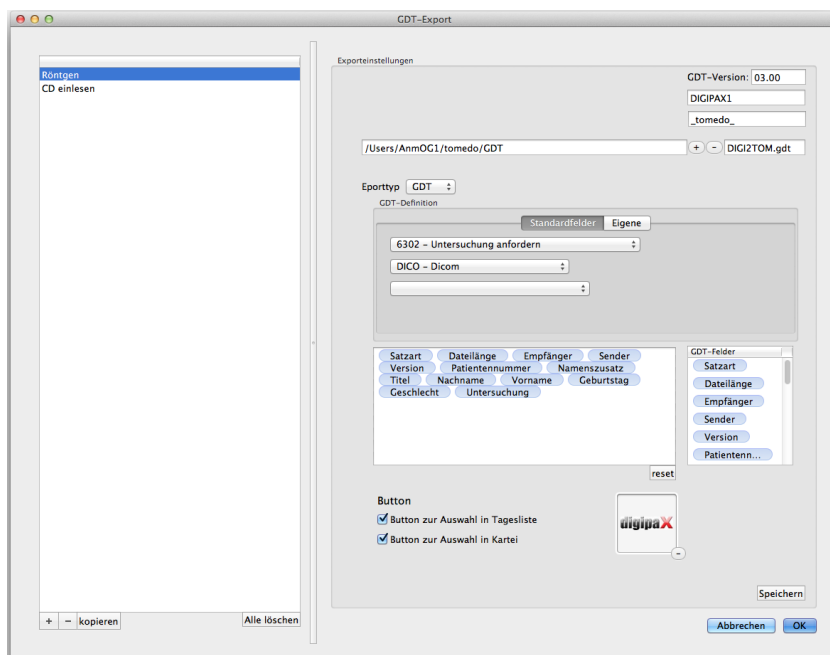 GDT-Export
Röntgen
CD einlesen
+ − kopieren Alle löschen
Exporteinstellungen
GDT-Version: 03.00
DIGIPAX1
_tomedo_
/Users/AnmOG1/tomedo/GDT + − DIGI2TOM.gdt
Eporttyp GDT
GDT-Definition
Standardfelder Eigene
6302 – Untersuchung anfordern
DICO – Dicom
Satzart Dateilänge Empfänger Sender
Version Patientennummer Namenszusatz
Titel Nachname Vorname Geburtstag
Geschlecht Untersuchung
reset
GDT-Felder
Satzart
Dateilänge
Empfänger
Sender
Version
Patientenn...
Button
Button zur Auswahl in Tagesliste
Button zur Auswahl in Kartei
digipaX
−
Speichern
Abbrechen OK